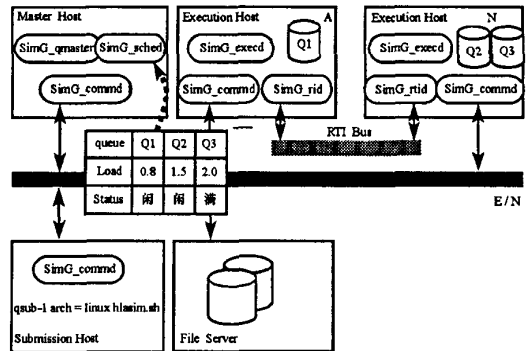 Master Host
Execution Host
A
Execution Host
N
SimG_qmaster
SimG_sched
SimG_execd
Q1
SimG_execd
Q2
Q3
SimG_commd
SimG_commd
SimG_rid
SimG_rtid
SimG_commd
RTI Bus
queue Q1 Q2 Q3
Load 0.8 1.5 2.0
Status 闲 闲 满
E/N
SimG_commd
qsub-l arch = linux hlasim.sh
Submission Host
File Server